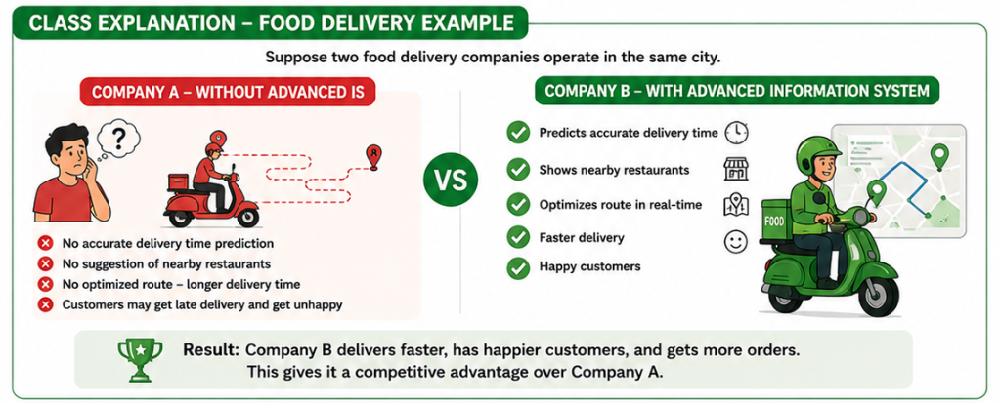 CLASS EXPLANATION – FOOD DELIVERY EXAMPLE
Suppose two food delivery companies operate in the same city.
COMPANY A – WITHOUT ADVANCED IS
?
No accurate delivery time prediction
No suggestion of nearby restaurants
No optimized route – longer delivery time
Customers may get late delivery and get unhappy
VS
COMPANY B – WITH ADVANCED INFORMATION SYSTEM
Predicts accurate delivery time
Shows nearby restaurants
Optimizes route in real-time
Faster delivery
Happy customers
FOOD
Result: Company B delivers faster, has happier customers, and gets more orders.
This gives it a competitive advantage over Company A.